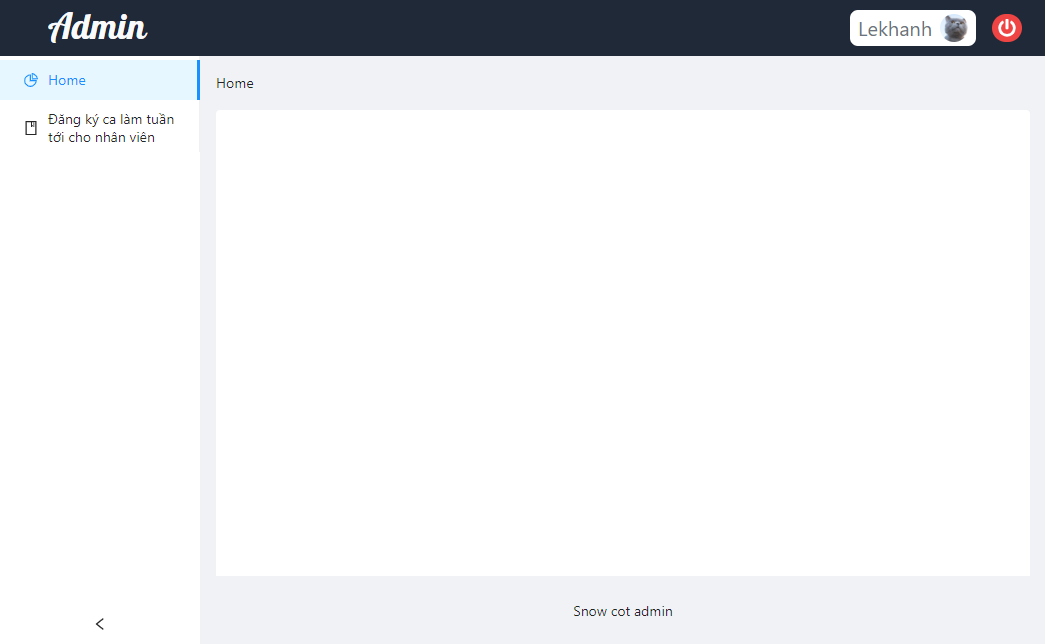 Admin
Lekhanh
Home
Home
Đăng ký ca làm tuần
tới cho nhân viên
Snow cot admin